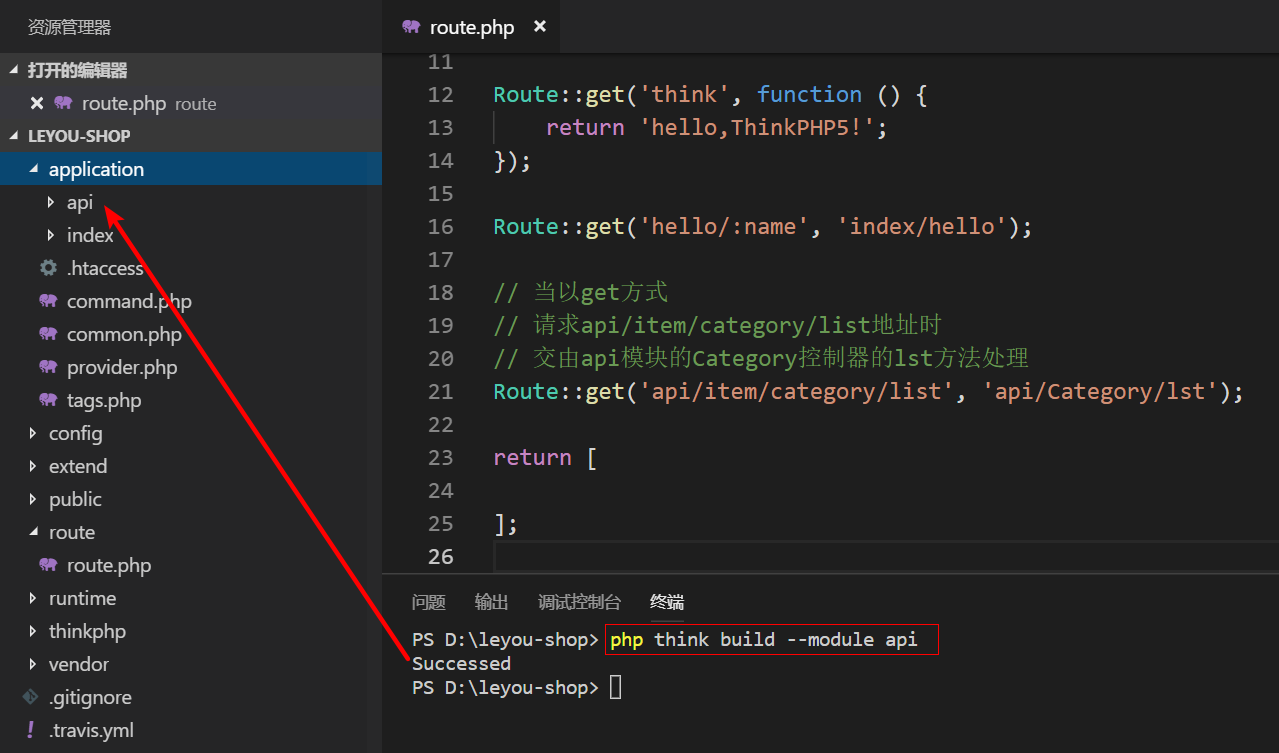 资源管理器
打开的编辑器
route.php route
LEYOU-SHOP
application
api
index
.htaccess
command.php
common.php
provider.php
tags.php
config
extend
public
route
route.php
runtime
thinkphp
vendor
.gitignore
.travis.yml
route.php
11
12 Route::get('think', function () {
13     return 'hello,ThinkPHP5!';
14 });
15
16 Route::get('hello/:name', 'index/hello');
17
18 // 当以get方式
19 // 请求api/item/category/list地址时
20 // 交由api模块的Category控制器的lst方法处理
21 Route::get('api/item/category/list', 'api/Category/lst');
22
23 return [
24
25 ];
26
问题 输出 调试控制台 终端
PS D:\leyou-shop> php think build --module api
Successed
PS D:\leyou-shop>